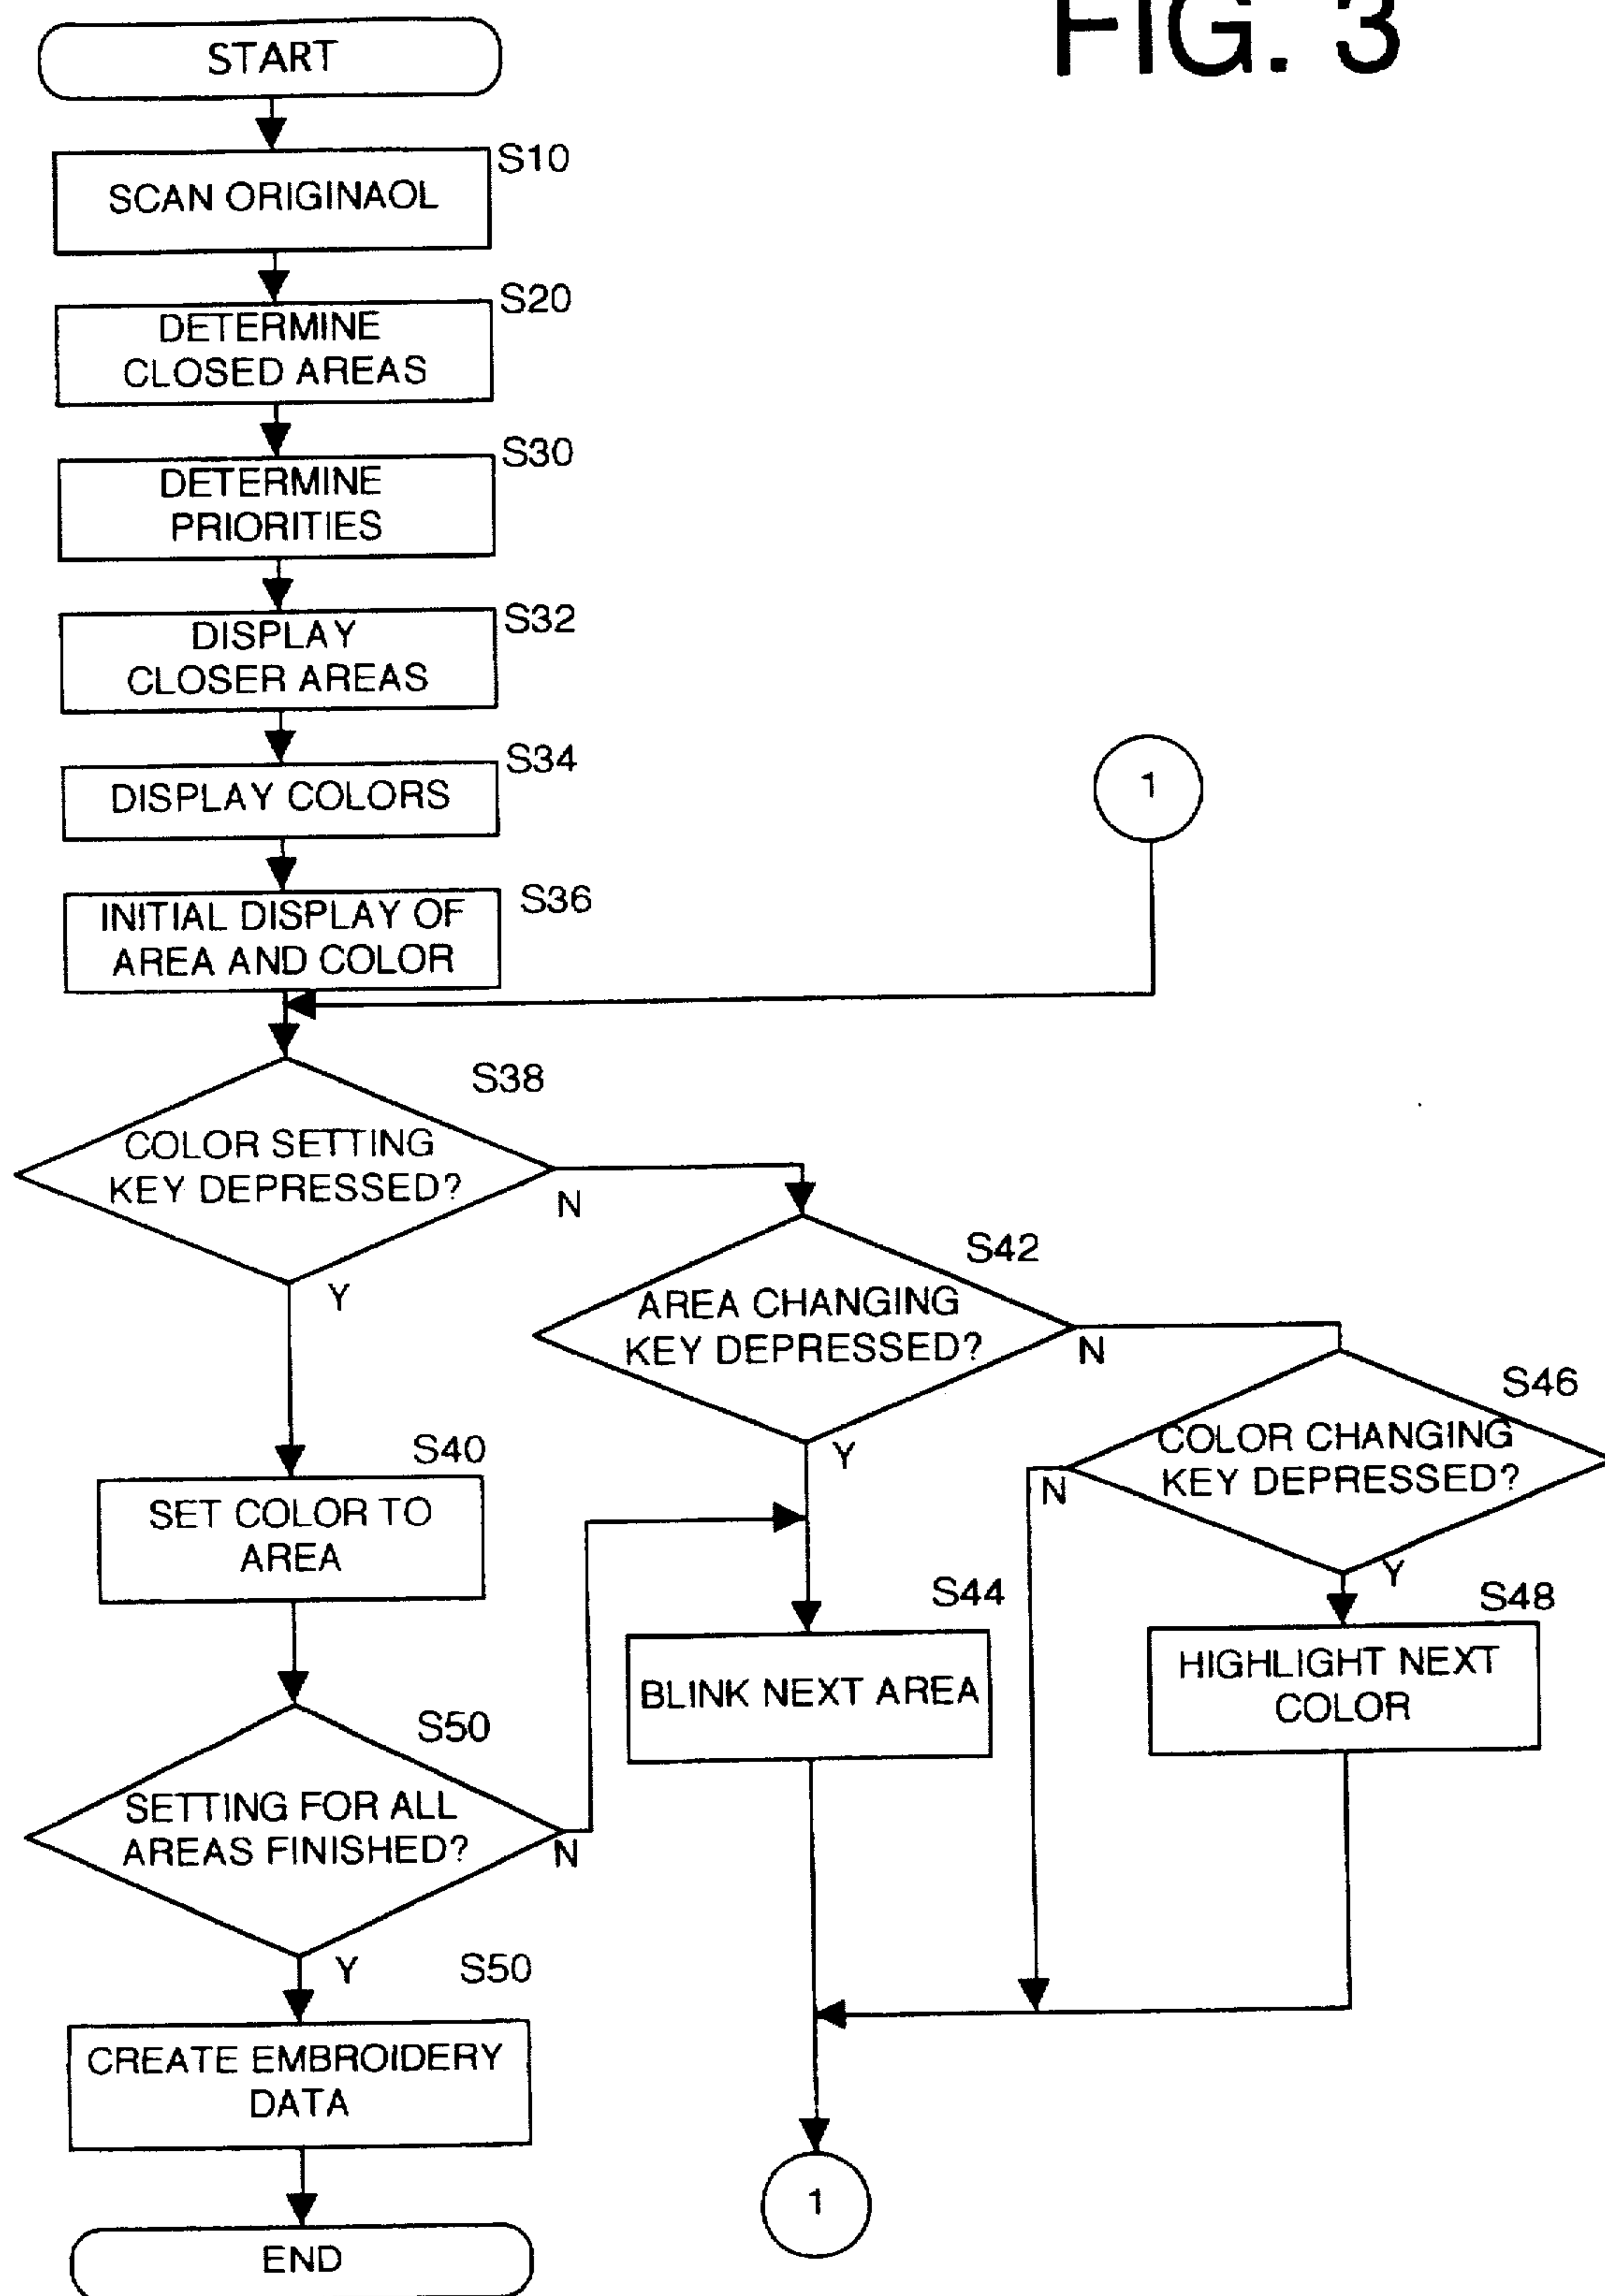 FIG. 3
START
S10
SCAN ORIGINAOL
S20
DETERMINE
CLOSED AREAS
S30
DETERMINE
PRIORITIES
S32
DISPLAY
CLOSER AREAS
S34
DISPLAY COLORS
1
S36
INITIAL DISPLAY OF
AREA AND COLOR
S38
COLOR SETTING
KEY DEPRESSED?
N
Y
S42
AREA CHANGING
KEY DEPRESSED?
N
Y
S46
COLOR CHANGING
KEY DEPRESSED?
N
Y
S40
SET COLOR TO
AREA
S44
BLINK NEXT AREA
S48
HIGHLIGHT NEXT
COLOR
S50
SETTING FOR ALL
AREAS FINISHED?
N
Y
S50
CREATE EMBROIDERY
DATA
1
END